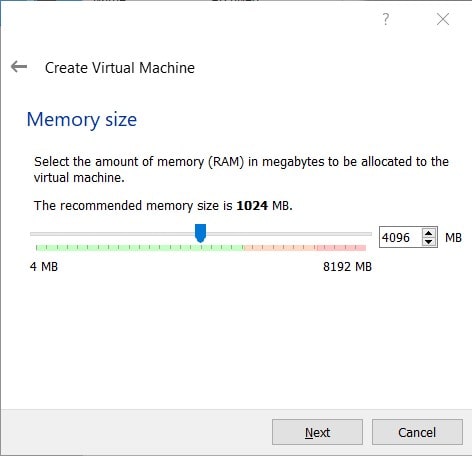 ?
Create Virtual Machine
Memory size
Select the amount of memory (RAM) in megabytes to be allocated to the
virtual machine.
The recommended memory size is 1024 MB.
4096 MB
4 MB 8192 MB
Next Cancel